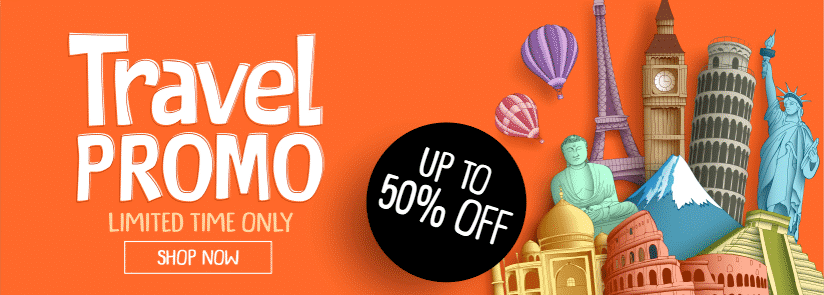 Travel
PROMO
LIMITED TIME ONLY
SHOP NOW
UP TO
50% OFF